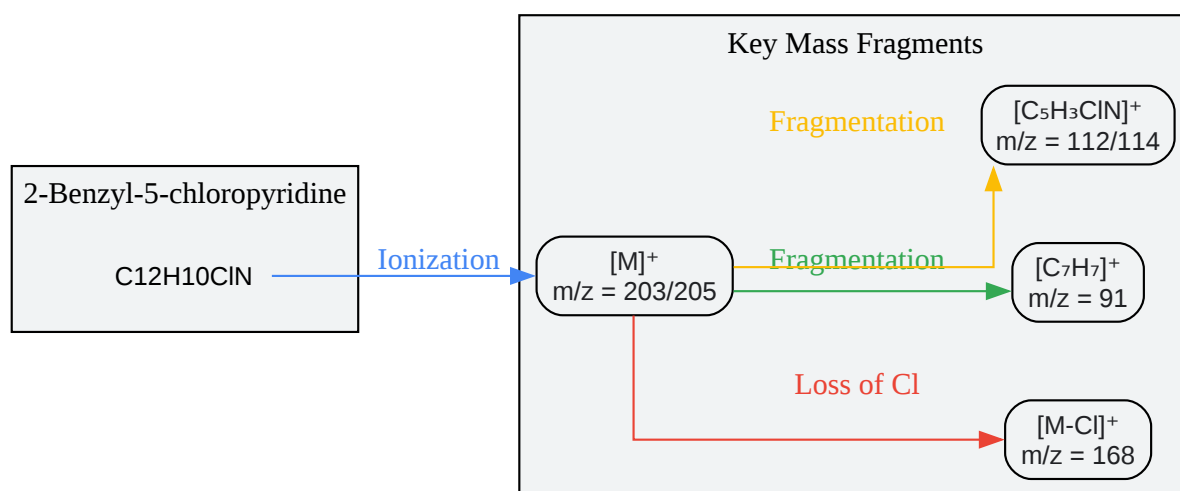 Key Mass Fragments
Fragmentation
[C₅H₃ClN]⁺
m/z = 112/114
2-Benzyl-5-chloropyridine
C12H10ClN
Ionization
[M]⁺
m/z = 203/205
Fragmentation
[C₇H₇]⁺
m/z = 91
Loss of Cl
[M-Cl]⁺
m/z = 168